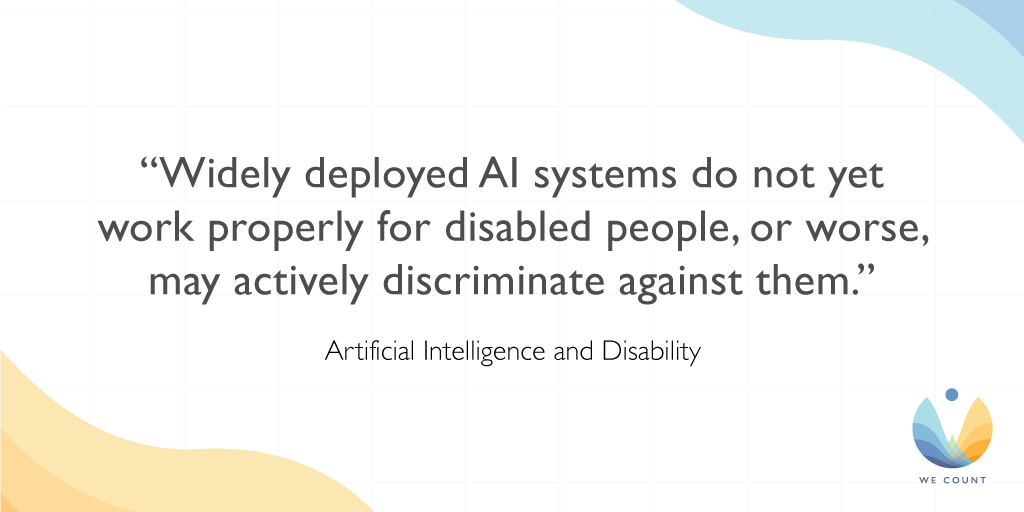 “Widely deployed AI systems do not yet
work properly for disabled people, or worse,
may actively discriminate against them.”
Artificial Intelligence and Disability
WE COUNT